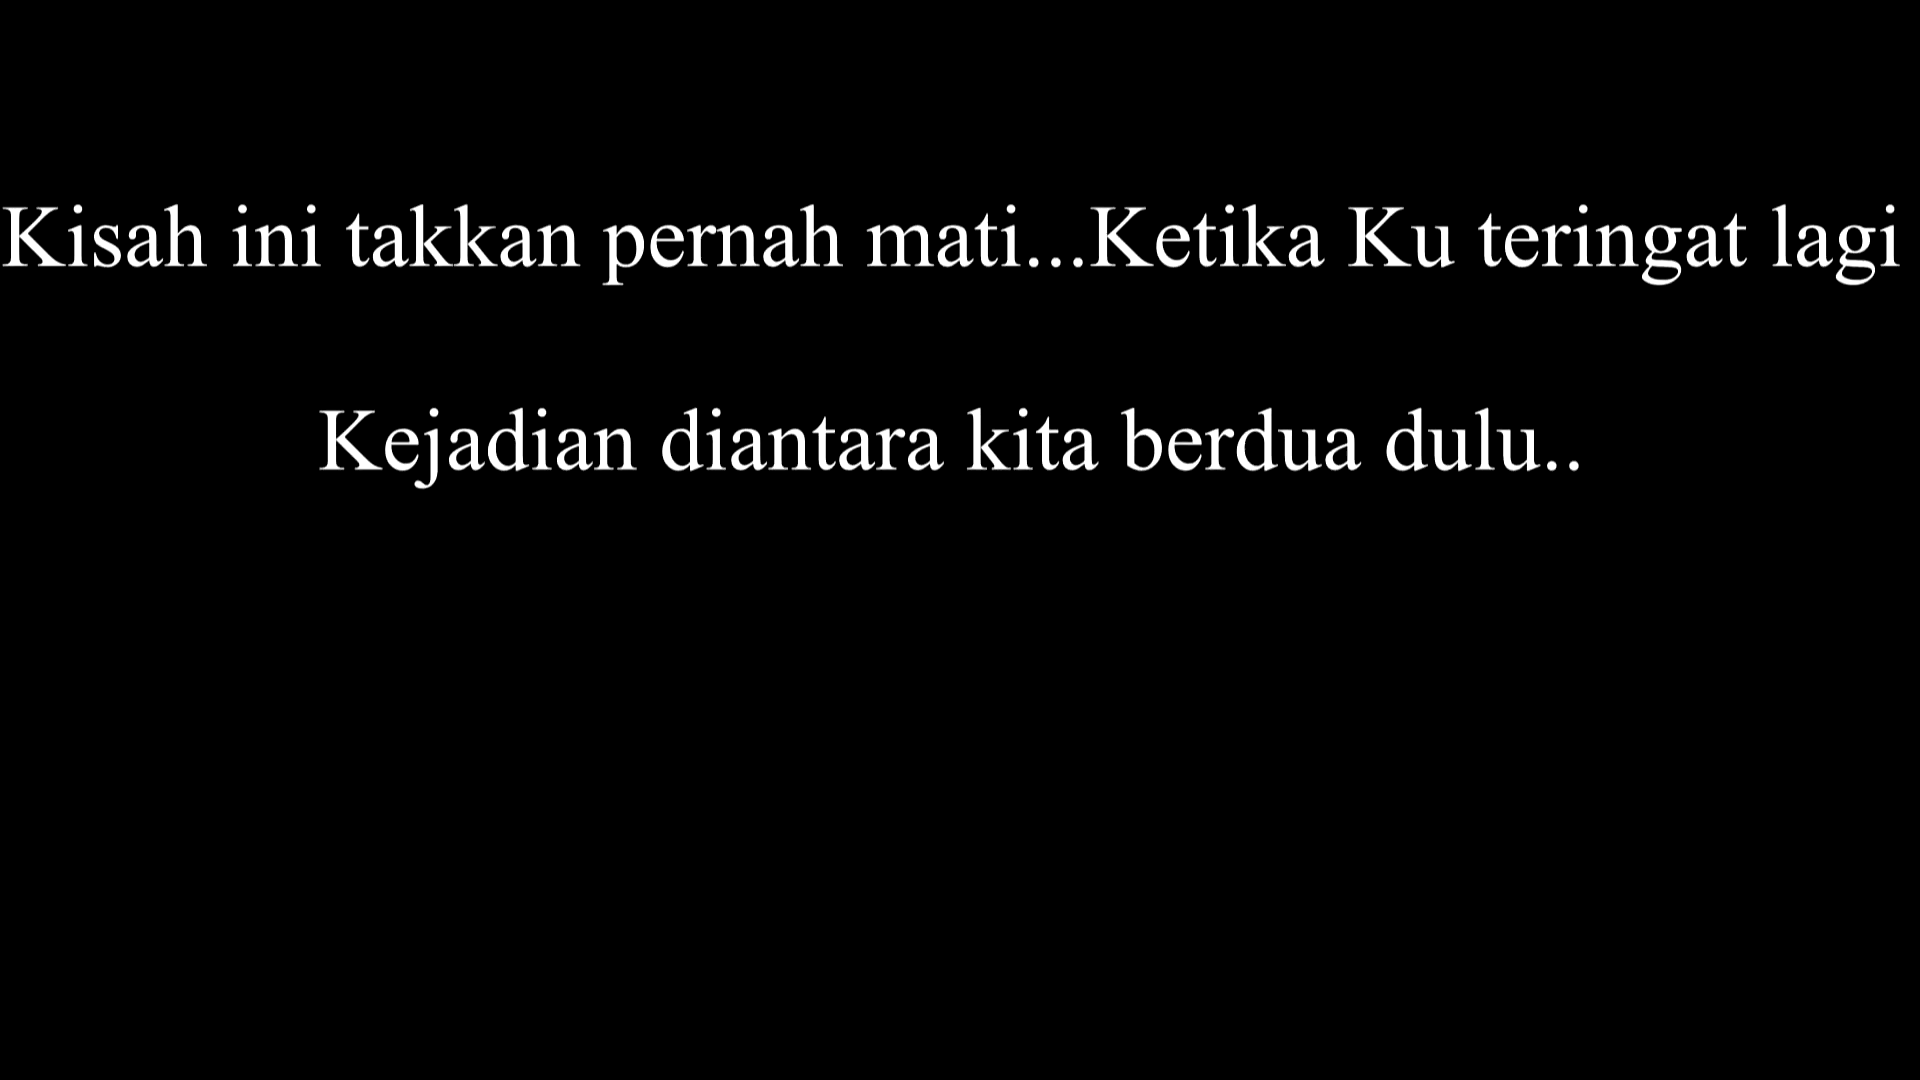 Kisah ini takkan pernah mati...Ketika Ku teringat lagi
Kejadian diantara kita berdua dulu..